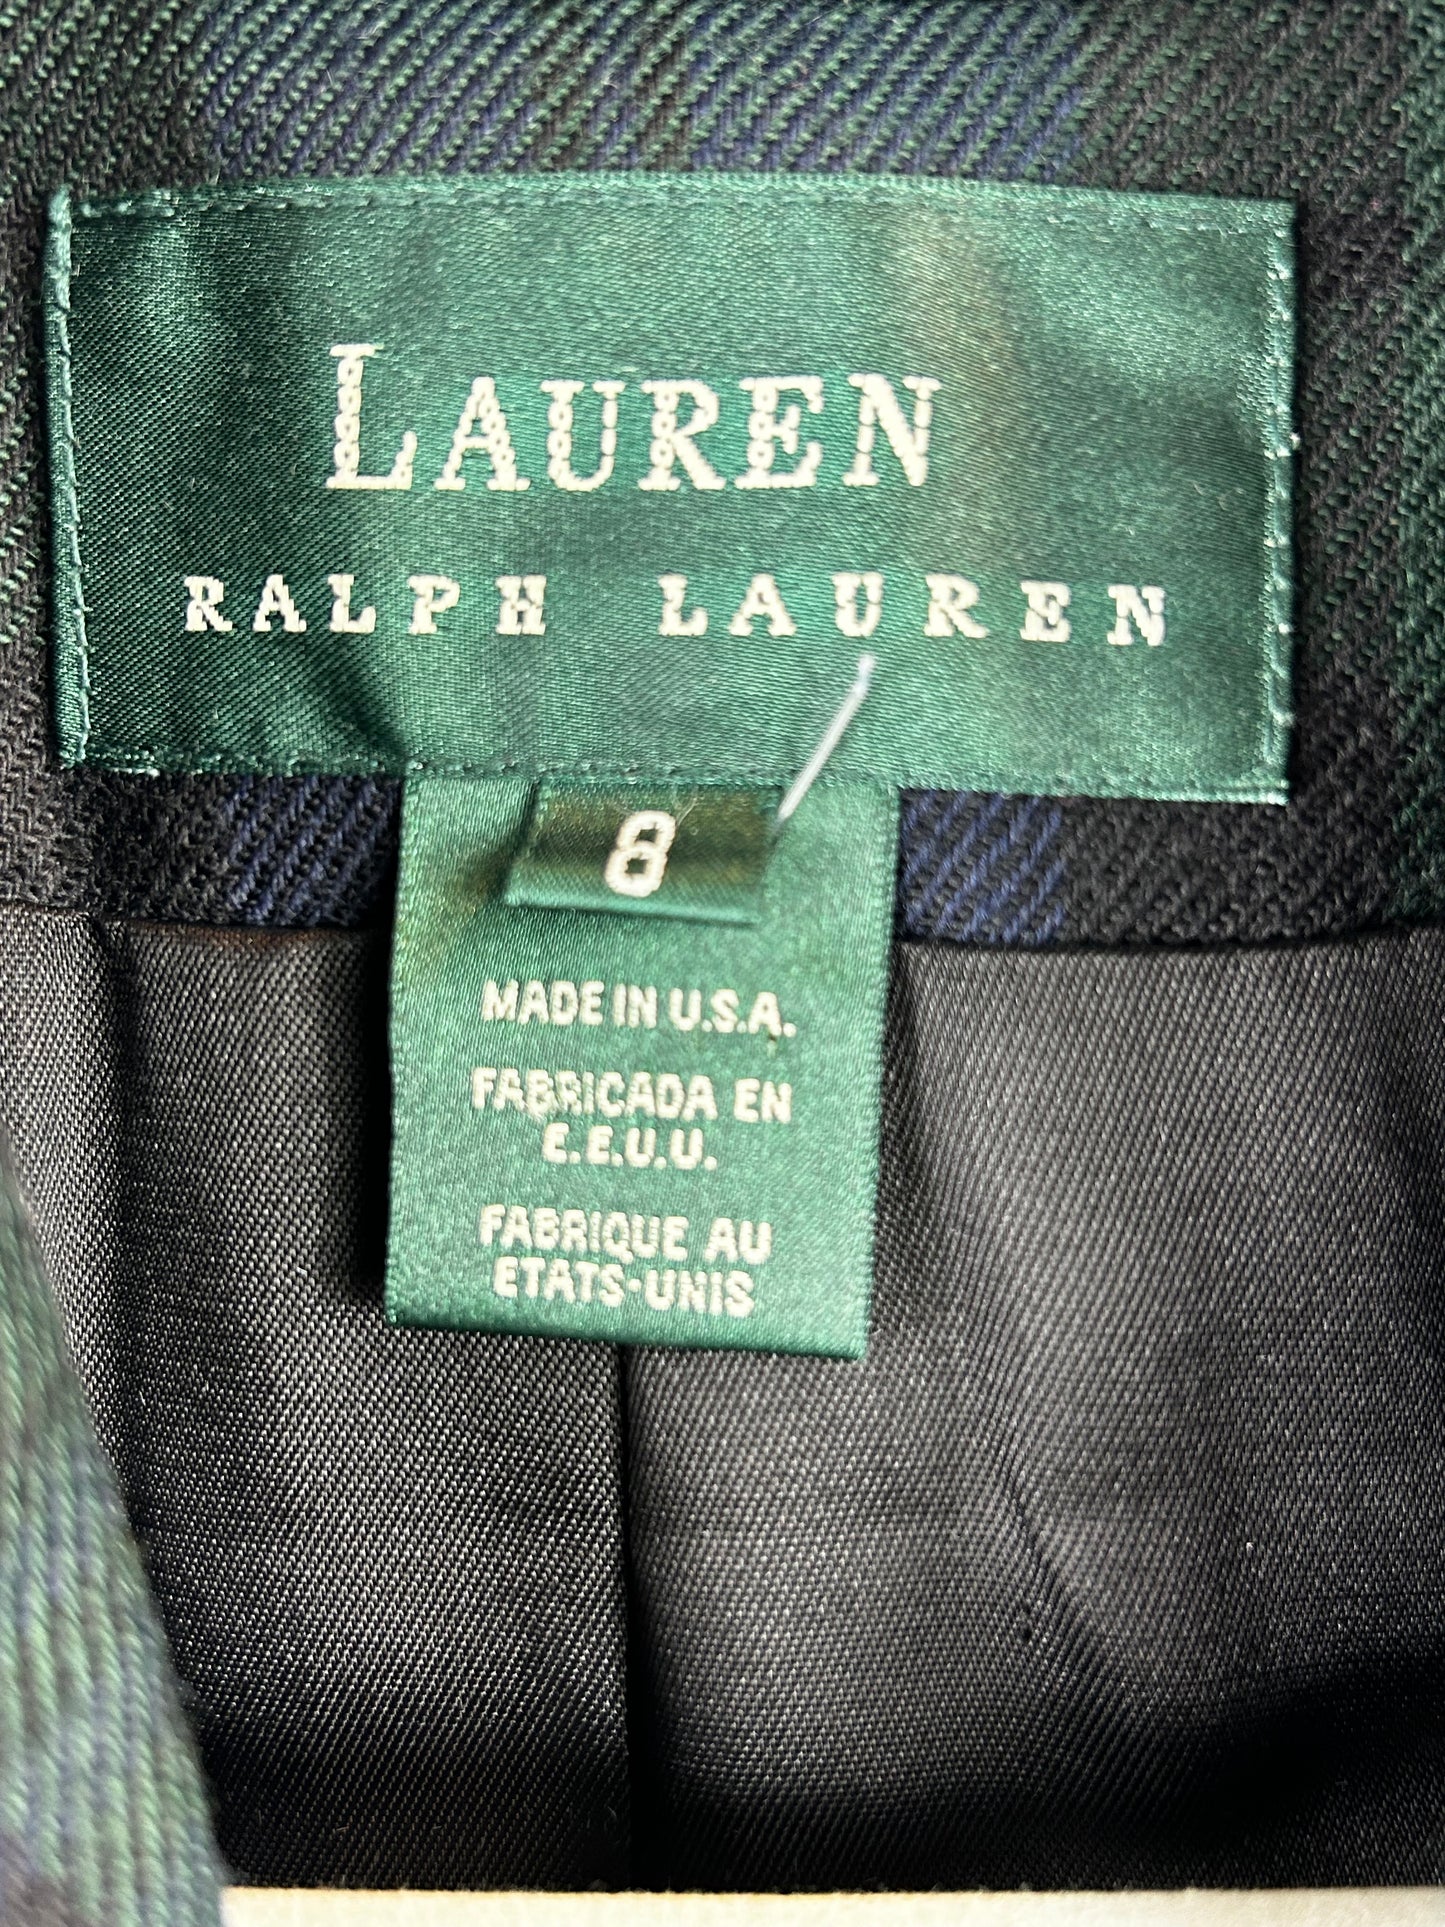 LAUREN
RALPH LAUREN
8
MADE IN U.S.A.
FABRICADA EN
E.E.U.U.
FABRIQUE AU
ETATS-UNIS